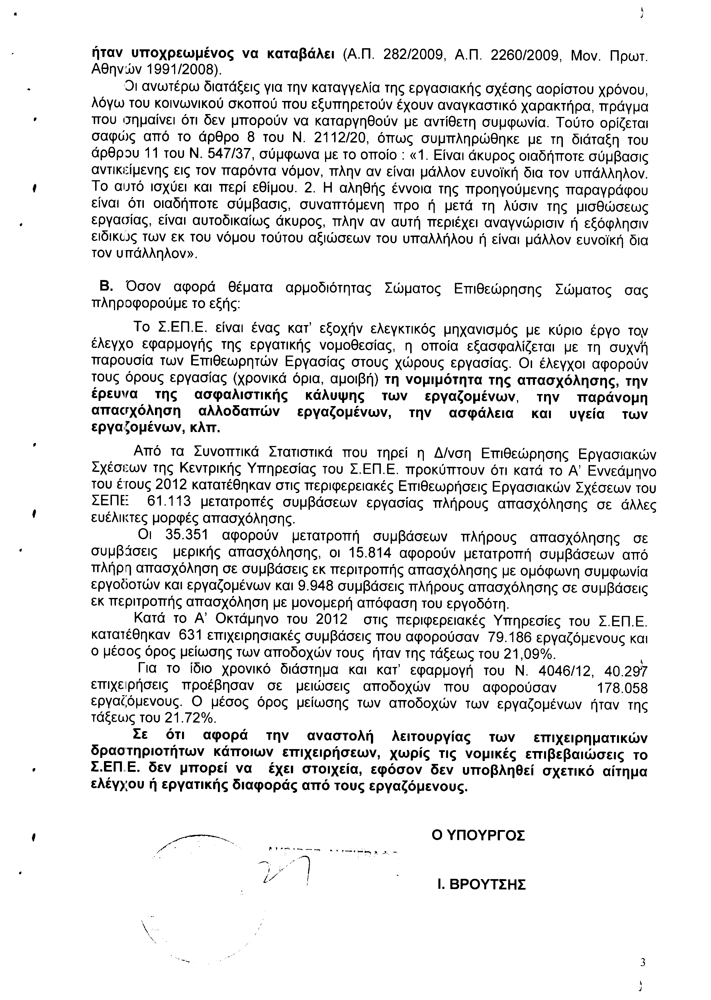 ήταν υποχρεωμένος να καταβάλει (Α.Π. 282/2009, Α.Π. 2260/2009, Μον. Πρωτ.
Αθηνών 1991/2008).
Οι ανωτέρω διατάξεις για την καταγγελία της εργασιακής σχέσης αορίστου χρόνου,
λόγω του κοινωνικού σκοπού που εξυπηρετούν έχουν αναγκαστικό χαρακτήρα, πράγμα
που σημαίνει ότι δεν μπορούν να καταργηθούν με αντίθετη συμφωνία. Τούτο ορίζεται
σαφώς από το άρθρο 8 του Ν. 2112/20, όπως συμπληρώθηκε με τη διάταξη του
άρθρου 11 του Ν. 547/37, σύμφωνα με το οποίο : «1. Είναι άκυρος οιαδήποτε σύμβασις
αντικείμενης εις τον παρόντα νόμον, πλην αν είναι μάλλον ευνοϊκή δια τον υπάλληλον.
Το αυτό ισχύει και περί εθίμου. 2. Η αληθής έννοια της προηγούμενης παραγράφου
είναι ότι οιαδήποτε σύμβασις, συναπτόμενη προ ή μετά τη λύσιν της μισθώσεως
εργασίας, είναι αυτοδικαίως άκυρος, πλην αν αυτή περιέχει αναγνώρισιν ή εξόφλησιν
ειδικώς των εκ του νόμου τούτου αξιώσεων του υπαλλήλου ή είναι μάλλον ευνοϊκή δια
τον υπάλληλον».
Β. Όσον αφορά θέματα αρμοδιότητας Σώματος Επιθεώρησης Σώματος σας
πληροφορούμε το εξής:
Το Σ.ΕΠ.Ε. είναι ένας κατ’ εξοχήν ελεγκτικός μηχανισμός με κύριο έργο τον
έλεγχο εφαρμογής της εργατικής νομοθεσίας, η οποία εξασφαλίζεται με τη συχνή
παρουσία των Επιθεωρητών Εργασίας στους χώρους εργασίας. Οι έλεγχοι αφορούν
τους όρους εργασίας (χρονικά όρια, αμοιβή) τη νομιμότητα της απασχόλησης, την
έρευνα της ασφαλιστικής κάλυψης των εργαζομένων, την παράνομη
απασχόληση αλλοδαπών εργαζομένων, την ασφάλεια και υγεία των
εργαζομένων, κλπ.
Από τα Συνοπτικά Στατιστικά που τηρεί η Δ/νση Επιθεώρησης Εργασιακών
Σχέσεων της Κεντρικής Υπηρεσίας του Σ.ΕΠ.Ε. προκύπτουν ότι κατά το Α’ Εννεάμηνο
του έτους 2012 κατατέθηκαν στις περιφερειακές Επιθεωρήσεις Εργασιακών Σχέσεων του
ΣΕΠΕ 61.113 μετατροπές συμβάσεων εργασίας πλήρους απασχόλησης σε άλλες
ευέλικτες μορφές απασχόλησης.
Οι 35.351 αφορούν μετατροπή συμβάσεων πλήρους απασχόλησης σε
συμβάσεις μερικής απασχόλησης, οι 15.814 αφορούν μετατροπή συμβάσεων από
πλήρη απασχόληση σε συμβάσεις εκ περιτροπής απασχόλησης με ομόφωνη συμφωνία
εργοδοτών και εργαζομένων και 9.948 συμβάσεις πλήρους απασχόλησης σε συμβάσεις
εκ περιτροπής απασχόληση με μονομερή απόφαση του εργοδότη.
Κατά το Α’ Οκτάμηνο του 2012 στις περιφερειακές Υπηρεσίες του Σ.ΕΠ.Ε.
κατατέθηκαν 631 επιχειρησιακές συμβάσεις που αφορούσαν 79.186 εργαζόμενους και
ο μέσος όρος μείωσης των αποδοχών τους ήταν της τάξεως του 21,09%.
Για το ίδιο χρονικό διάστημα και κατ’ εφαρμογή του Ν. 4046/12, 40.297
επιχειρήσεις προέβησαν σε μειώσεις αποδοχών που αφορούσαν 178.058
εργαζόμενους. Ο μέσος όρος μείωσης των αποδοχών των εργαζομένων ήταν της
τάξεως του 21.72%.
Σε ότι αφορά την αναστολή λειτουργίας των επιχειρηματικών
δραστηριοτήτων κάποιων επιχειρήσεων, χωρίς τις νομικές επιβεβαιώσεις το
Σ.ΕΠ.Ε. δεν μπορεί να έχει στοιχεία, εφόσον δεν υποβληθεί σχετικό αίτημα
ελέγχου ή εργατικής διαφοράς από τους εργαζόμενους.
Ο ΥΠΟΥΡΓΟΣ
Ι. ΒΡΟΥΤΣΗΣ
3